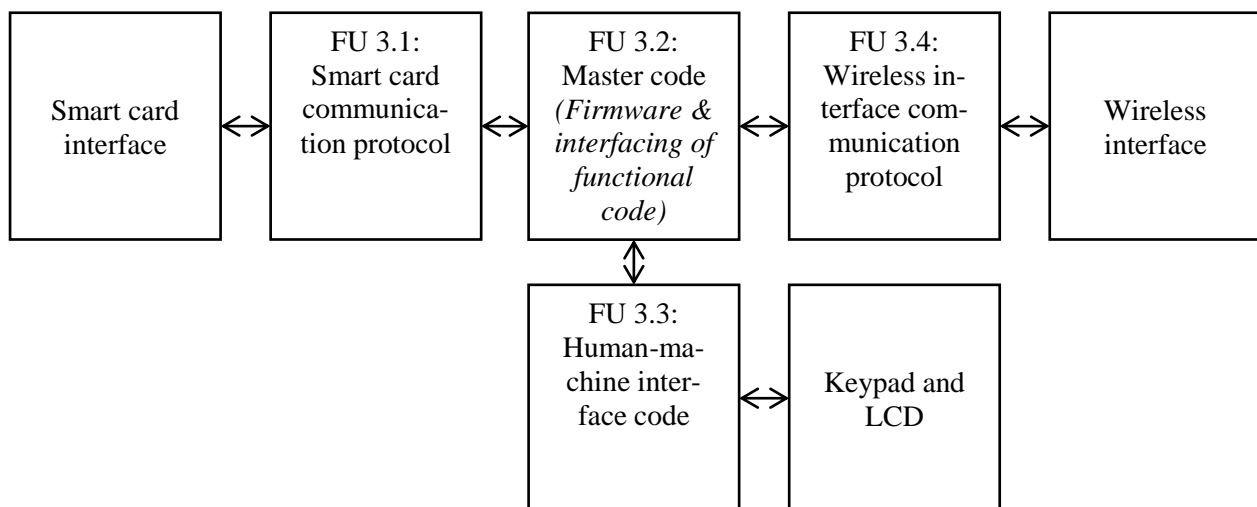 Smart card
interface
FU 3.1:
Smart card
communica-
tion protocol
FU 3.2:
Master code
(Firmware &
interfacing of
functional
code)
FU 3.4:
Wireless in-
terface com-
munication
protocol
Wireless
interface
FU 3.3:
Human-ma-
chine inter-
face code
Keypad and
LCD